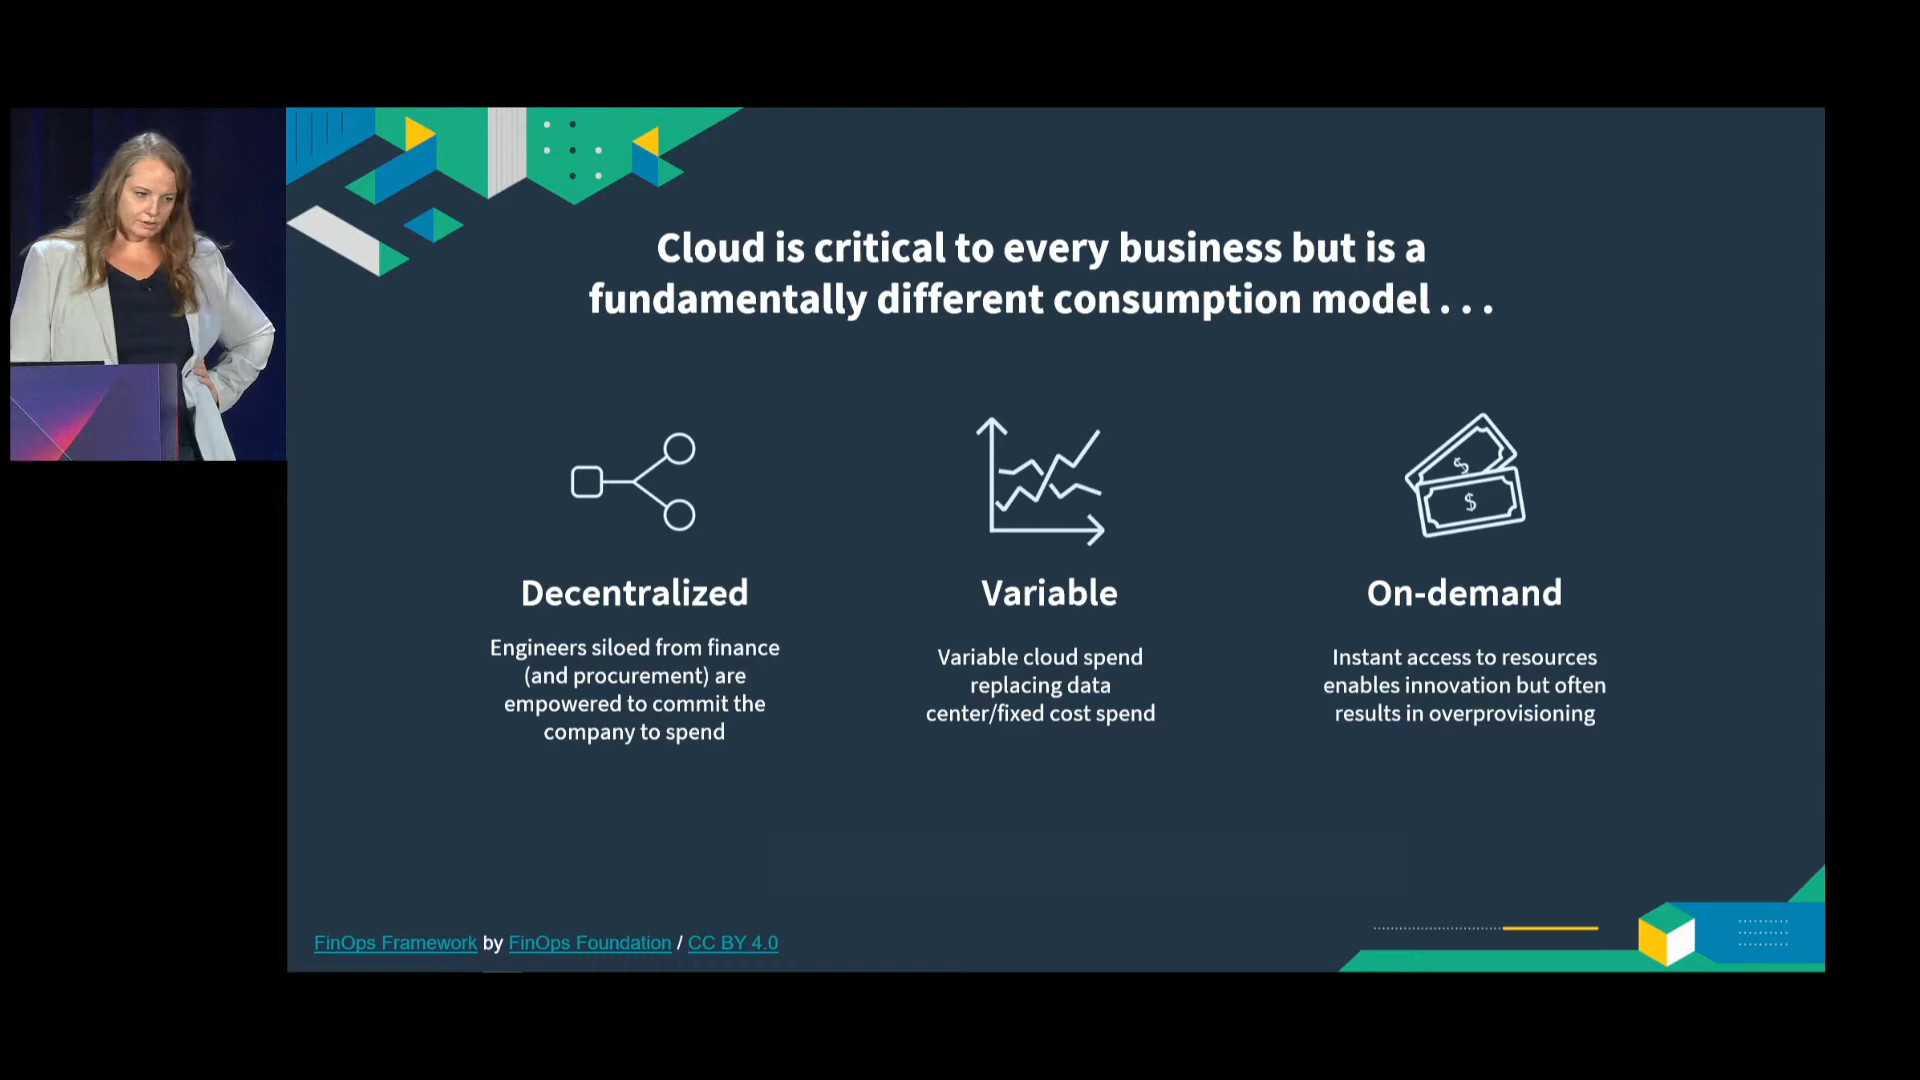 Cloud is critical to every business but is a
fundamentally different consumption model . . .
$
$
Decentralized
Engineers siloed from finance
(and procurement) are
empowered to commit the
company to spend
Variable
Variable cloud spend
replacing data
center/fixed cost spend
On-demand
Instant access to resources
enables innovation but often
results in overprovisioning
FinOps Framework by FinOps Foundation / CC BY 4.0